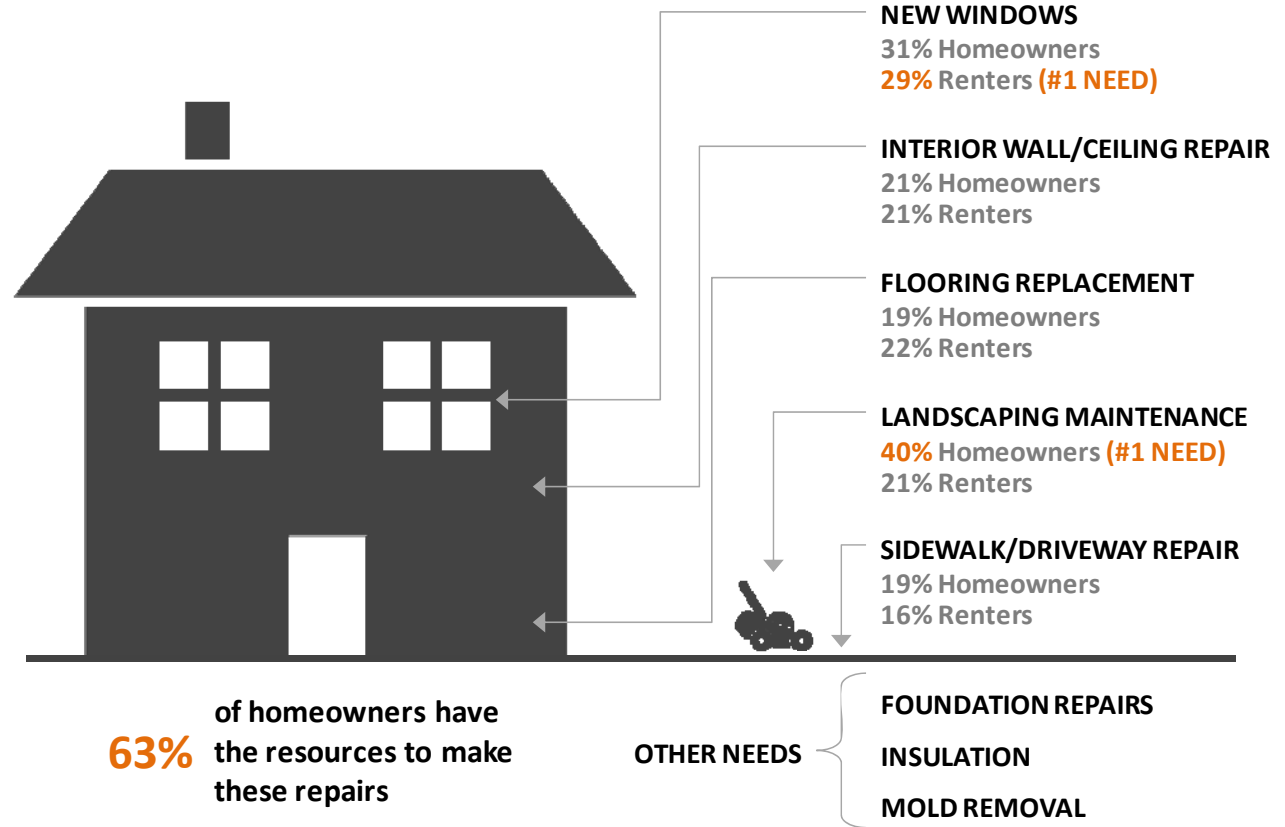 NEW WINDOWS
31% Homeowners
29% Renters (#1 NEED)
INTERIOR WALL/CEILING REPAIR
21% Homeowners
21% Renters
FLOORING REPLACEMENT
19% Homeowners
22% Renters
LANDSCAPING MAINTENANCE
40% Homeowners (#1 NEED)
21% Renters
SIDEWALK/DRIVEWAY REPAIR
19% Homeowners
16% Renters
63%
of homeowners have
the resources to make
these repairs
OTHER NEEDS
FOUNDATION REPAIRS
INSULATION
MOLD REMOVAL